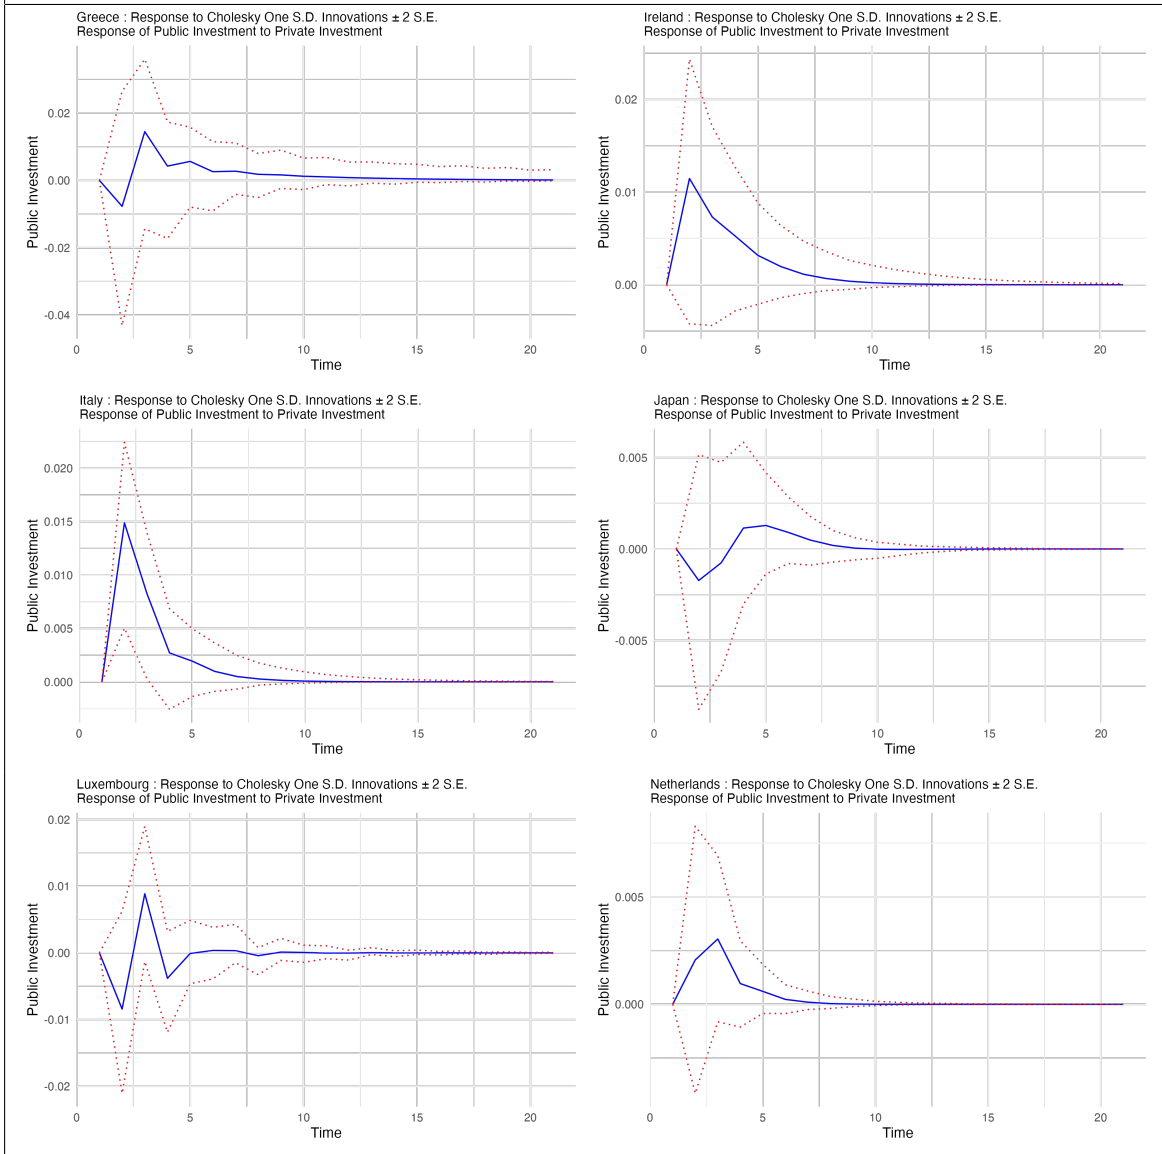 Greece : Response to Cholesky One S.D. Innovations ± 2 S.E.
Response of Public Investment to Private Investment
Public Investment
0.02
0.00
-0.02
-0.04
0 5 10 15 20
Time
Ireland : Response to Cholesky One S.D. Innovations ± 2 S.E.
Response of Public Investment to Private Investment
Public Investment
0.02
0.01
0.00
0 5 10 15 20
Time
Italy : Response to Cholesky One S.D. Innovations ± 2 S.E.
Response of Public Investment to Private Investment
Public Investment
0.020
0.015
0.010
0.005
0.000
0 5 10 15 20
Time
Japan : Response to Cholesky One S.D. Innovations ± 2 S.E.
Response of Public Investment to Private Investment
Public Investment
0.005
0.000
-0.005
0 5 10 15 20
Time
Luxembourg : Response to Cholesky One S.D. Innovations ± 2 S.E.
Response of Public Investment to Private Investment
Public Investment
0.02
0.01
0.00
-0.01
-0.02
0 5 10 15 20
Time
Netherlands : Response to Cholesky One S.D. Innovations ± 2 S.E.
Response of Public Investment to Private Investment
Public Investment
0.005
0.000
0 5 10 15 20
Time